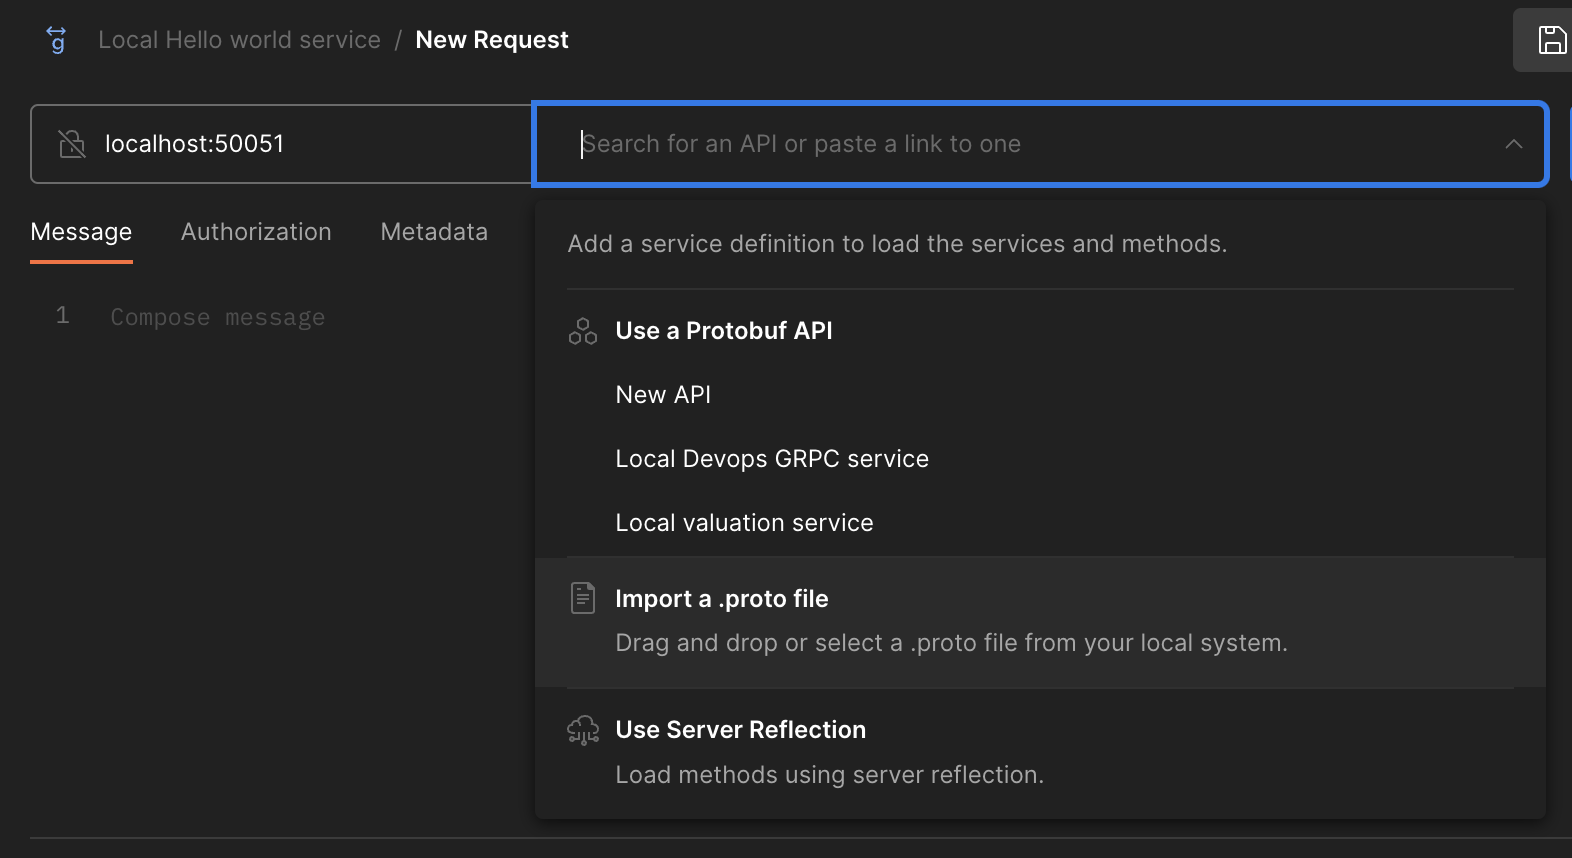 g Local Hello world service / New Request
localhost:50051
Search for an API or paste a link to one
Message Authorization Metadata
1 Compose message
Add a service definition to load the services and methods.
Use a Protobuf API
New API
Local Devops GRPC service
Local valuation service
Import a .proto file
Drag and drop or select a .proto file from your local system.
Use Server Reflection
Load methods using server reflection.